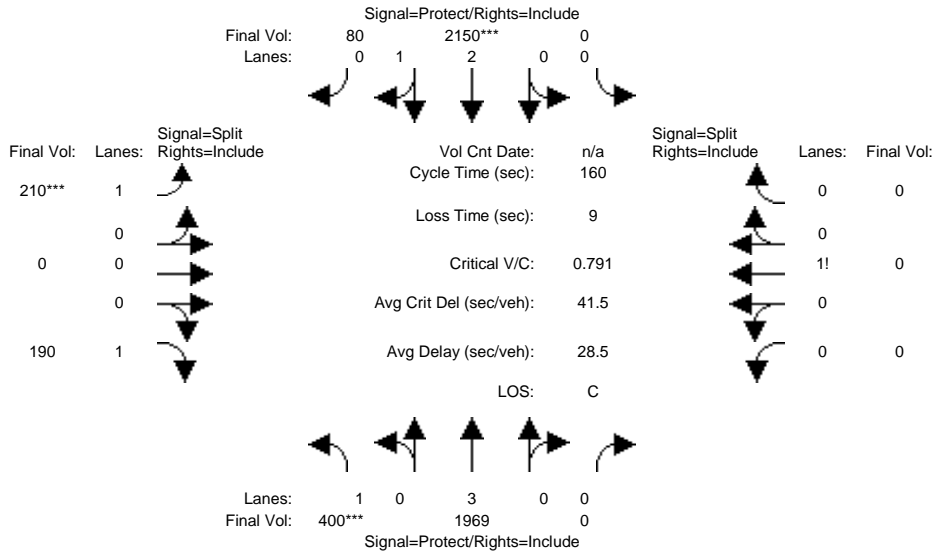 Signal=Protect/Rights=Include
Final Vol: 80 2150*** 0
Lanes: 0 1 2 0 0
Signal=Split Signal=Split
Final Vol: Lanes: Rights=Include Vol Cnt Date: n/a Rights=Include Lanes: Final Vol:
Cycle Time (sec): 160
210*** 1 0 0
Loss Time (sec): 9
0 0
0 0 Critical V/C: 0.791 1! 0
0 Avg Crit Del (sec/veh): 41.5 0
190 1 Avg Delay (sec/veh): 28.5 0 0
LOS: C
Lanes: 1 0 3 0 0
Final Vol: 400*** 1969 0
Signal=Protect/Rights=Include